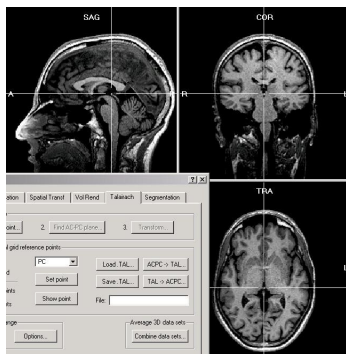 SAG
COR
A
R
R
L
TRA
L
? ×
ation Spatial Transf Vol Rend Talairach Segmentation
oint... 2. Find AC-PC plane... 3. Transform...
al grid reference points
PC
Load .TAL... ACPC -> TAL...
Set point
Save .TAL... TAL -> ACPC...
ints
Show point File:
ts
ange
Average 3D data sets
Options... Combine data sets...